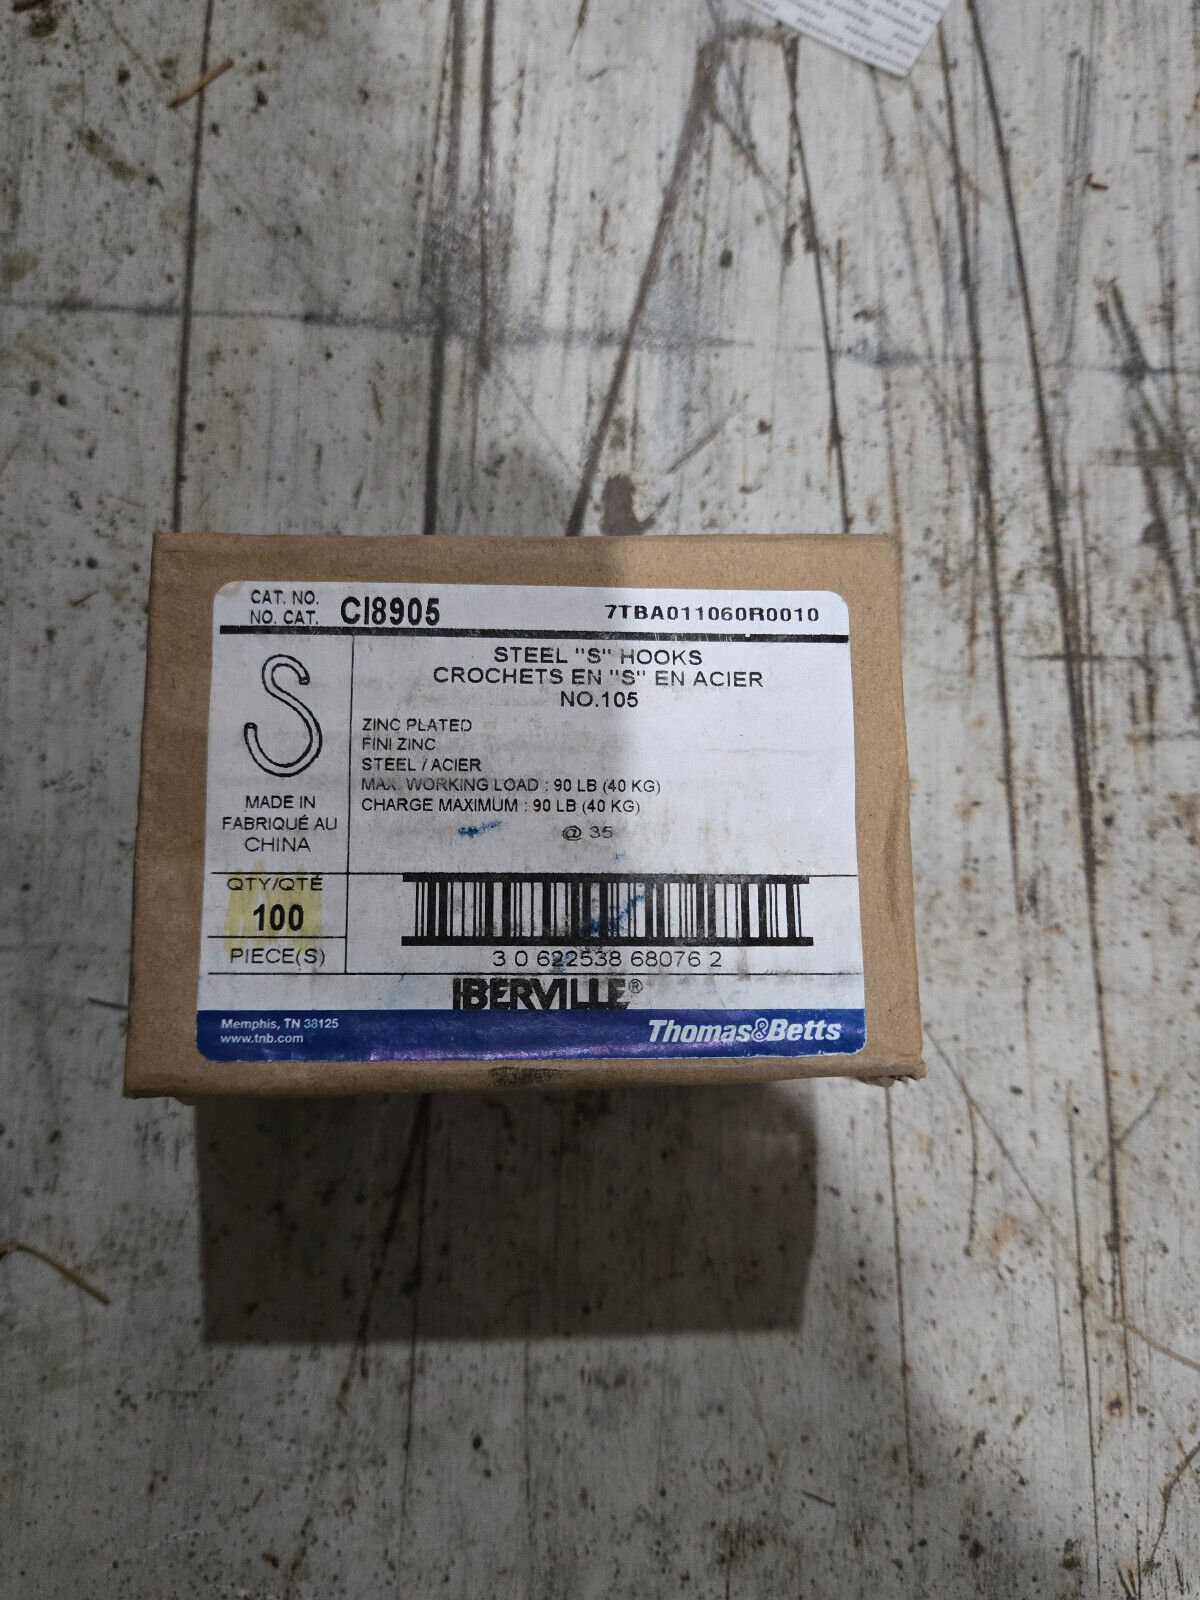 CAT. NO.
NO. CAT. CI8905 7TBA011060R0010
STEEL "S" HOOKS
CROCHETS EN "S" EN ACIER
NO.105
ZINC PLATED
FINI ZINC
STEEL / ACIER
MAX. WORKING LOAD : 90 LB (40 KG)
CHARGE MAXIMUM : 90 LB (40 KG)
@ 35
MADE IN
FABRIQUÉ AU
CHINA
QTY/QTÉ
100
PIECE(S)
3 0 622538 68076 2
IBERVILLE®
Memphis, TN 38125
www.tnb.com
Thomas&Betts